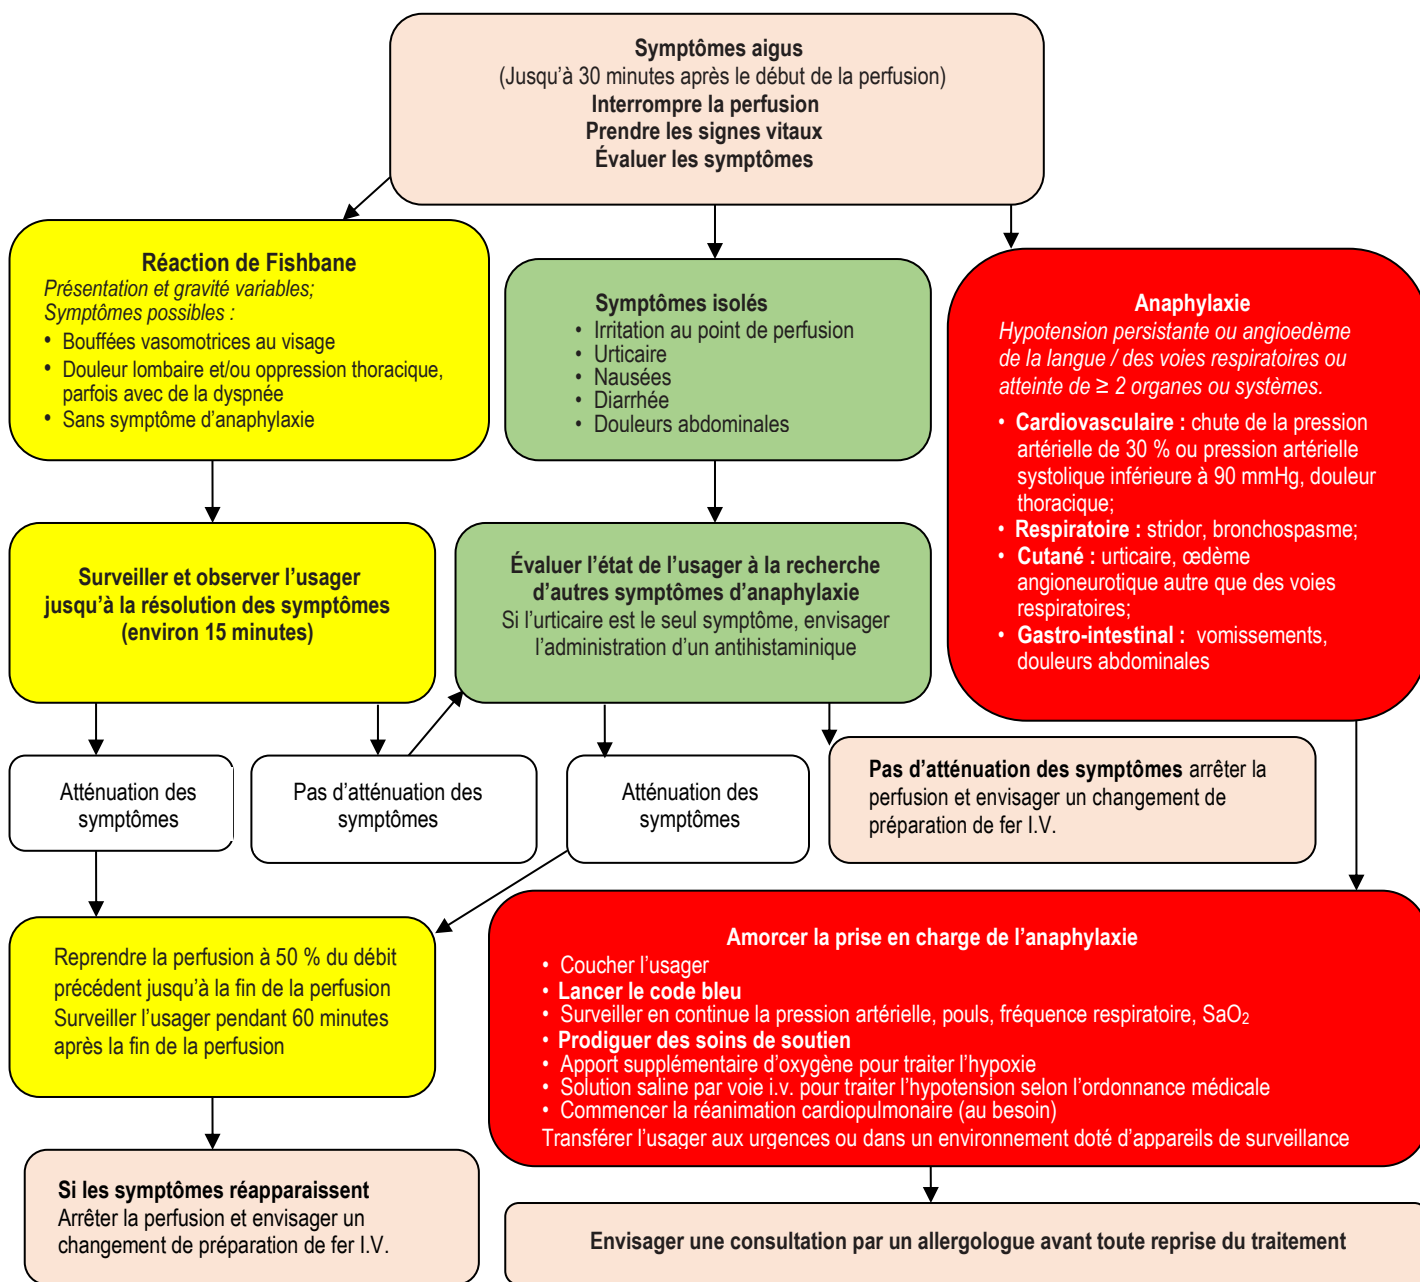 Symptômes aigus
(Jusqu'à 30 minutes après le début de la perfusion)
Interrompre la perfusion
Prendre les signes vitaux
Évaluer les symptômes
Réaction de Fishbane
Présentation et gravité variables;
Symptômes possibles :
• Bouffées vasomotrices au visage
• Douleur lombaire et/ou oppression thoracique,
parfois avec de la dyspnée
• Sans symptôme d'anaphylaxie
Symptômes isolés
• Irritation au point de perfusion
• Urticaire
• Nausées
• Diarrhée
• Douleurs abdominales
Anaphylaxie
Hypotension persistante ou angioedème
de la langue / des voies respiratoires ou
atteinte de ≥ 2 organes ou systèmes.
• Cardiovasculaire : chute de la pression
artérielle de 30 % ou pression artérielle
systolique inférieure à 90 mmHg, douleur
thoracique;
• Respiratoire : stridor, bronchospasme;
• Cutané : urticaire, œdème
angioneurotique autre que des voies
respiratoires;
• Gastro-intestinal : vomissements,
douleurs abdominales
Surveiller et observer l'usager
jusqu'à la résolution des symptômes
(environ 15 minutes)
Évaluer l'état de l'usager à la recherche
d'autres symptômes d'anaphylaxie
Si l'urticaire est le seul symptôme, envisager
l'administration d'un antihistaminique
Atténuation des
symptômes
Pas d'atténuation des
symptômes
Atténuation des
symptômes
Pas d'atténuation des symptômes arrêter la
perfusion et envisager un changement de
préparation de fer I.V.
Reprendre la perfusion à 50 % du débit
précédent jusqu'à la fin de la perfusion
Surveiller l'usager pendant 60 minutes
après la fin de la perfusion
Amorcer la prise en charge de l'anaphylaxie
• Coucher l'usager
• Lancer le code bleu
• Surveiller en continue la pression artérielle, pouls, fréquence respiratoire, SaO₂
• Prodiguer des soins de soutien
• Apport supplémentaire d'oxygène pour traiter l'hypoxie
• Solution saline par voie i.v. pour traiter l'hypotension selon l'ordonnance médicale
• Commencer la réanimation cardiopulmonaire (au besoin)
Transférer l'usager aux urgences ou dans un environnement doté d'appareils de surveillance
Si les symptômes réapparaissent
Arrêter la perfusion et envisager un
changement de préparation de fer I.V.
Envisager une consultation par un allergologue avant toute reprise du traitement